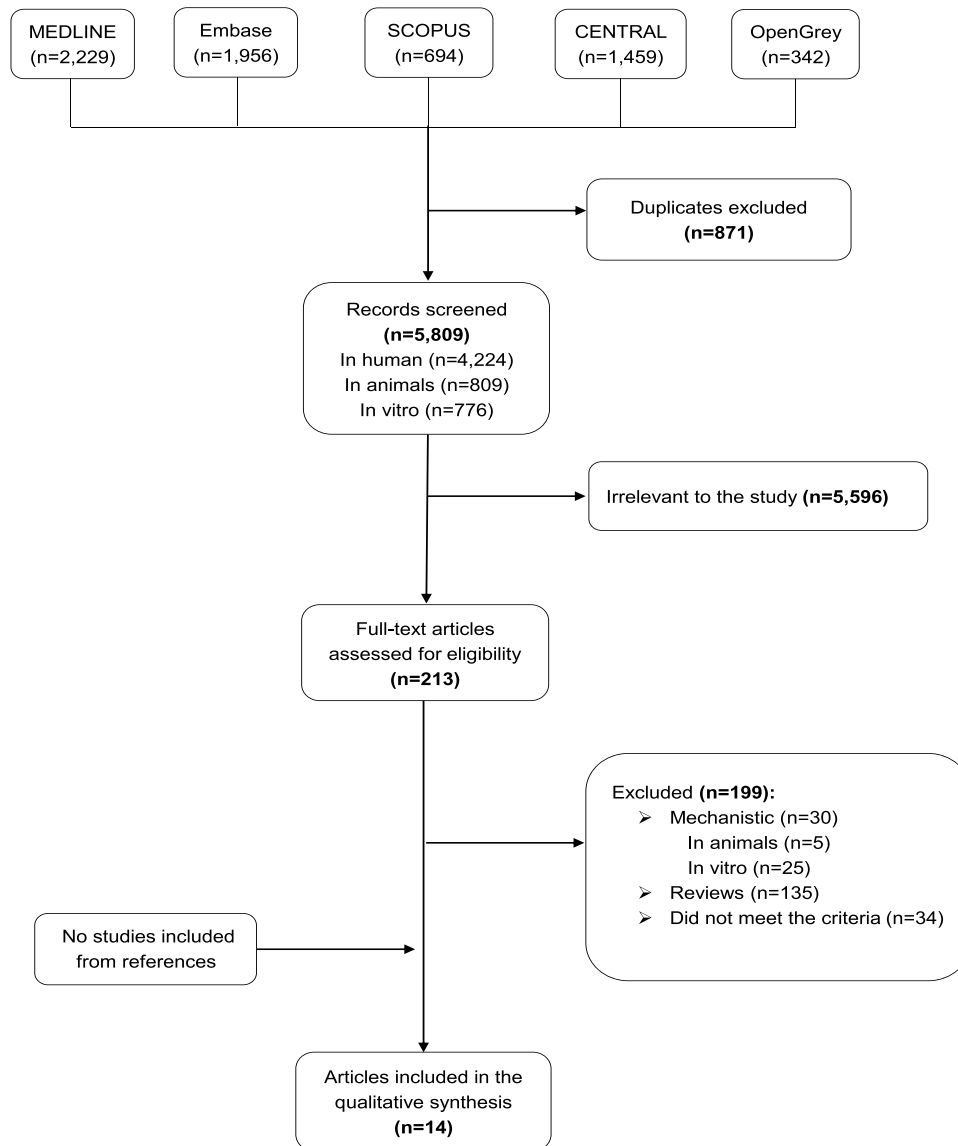 MEDLINE
(n=2,229)
Embase
(n=1,956)
SCOPUS
(n=694)
CENTRAL
(n=1,459)
OpenGrey
(n=342)
Duplicates excluded
(n=871)
Records screened
(n=5,809)
In human (n=4,224)
In animals (n=809)
In vitro (n=776)
Irrelevant to the study (n=5,596)
Full-text articles
assessed for eligibility
(n=213)
Excluded (n=199):
➢ Mechanistic (n=30)
In animals (n=5)
In vitro (n=25)
➢ Reviews (n=135)
➢ Did not meet the criteria (n=34)
No studies included
from references
Articles included in the
qualitative synthesis
(n=14)